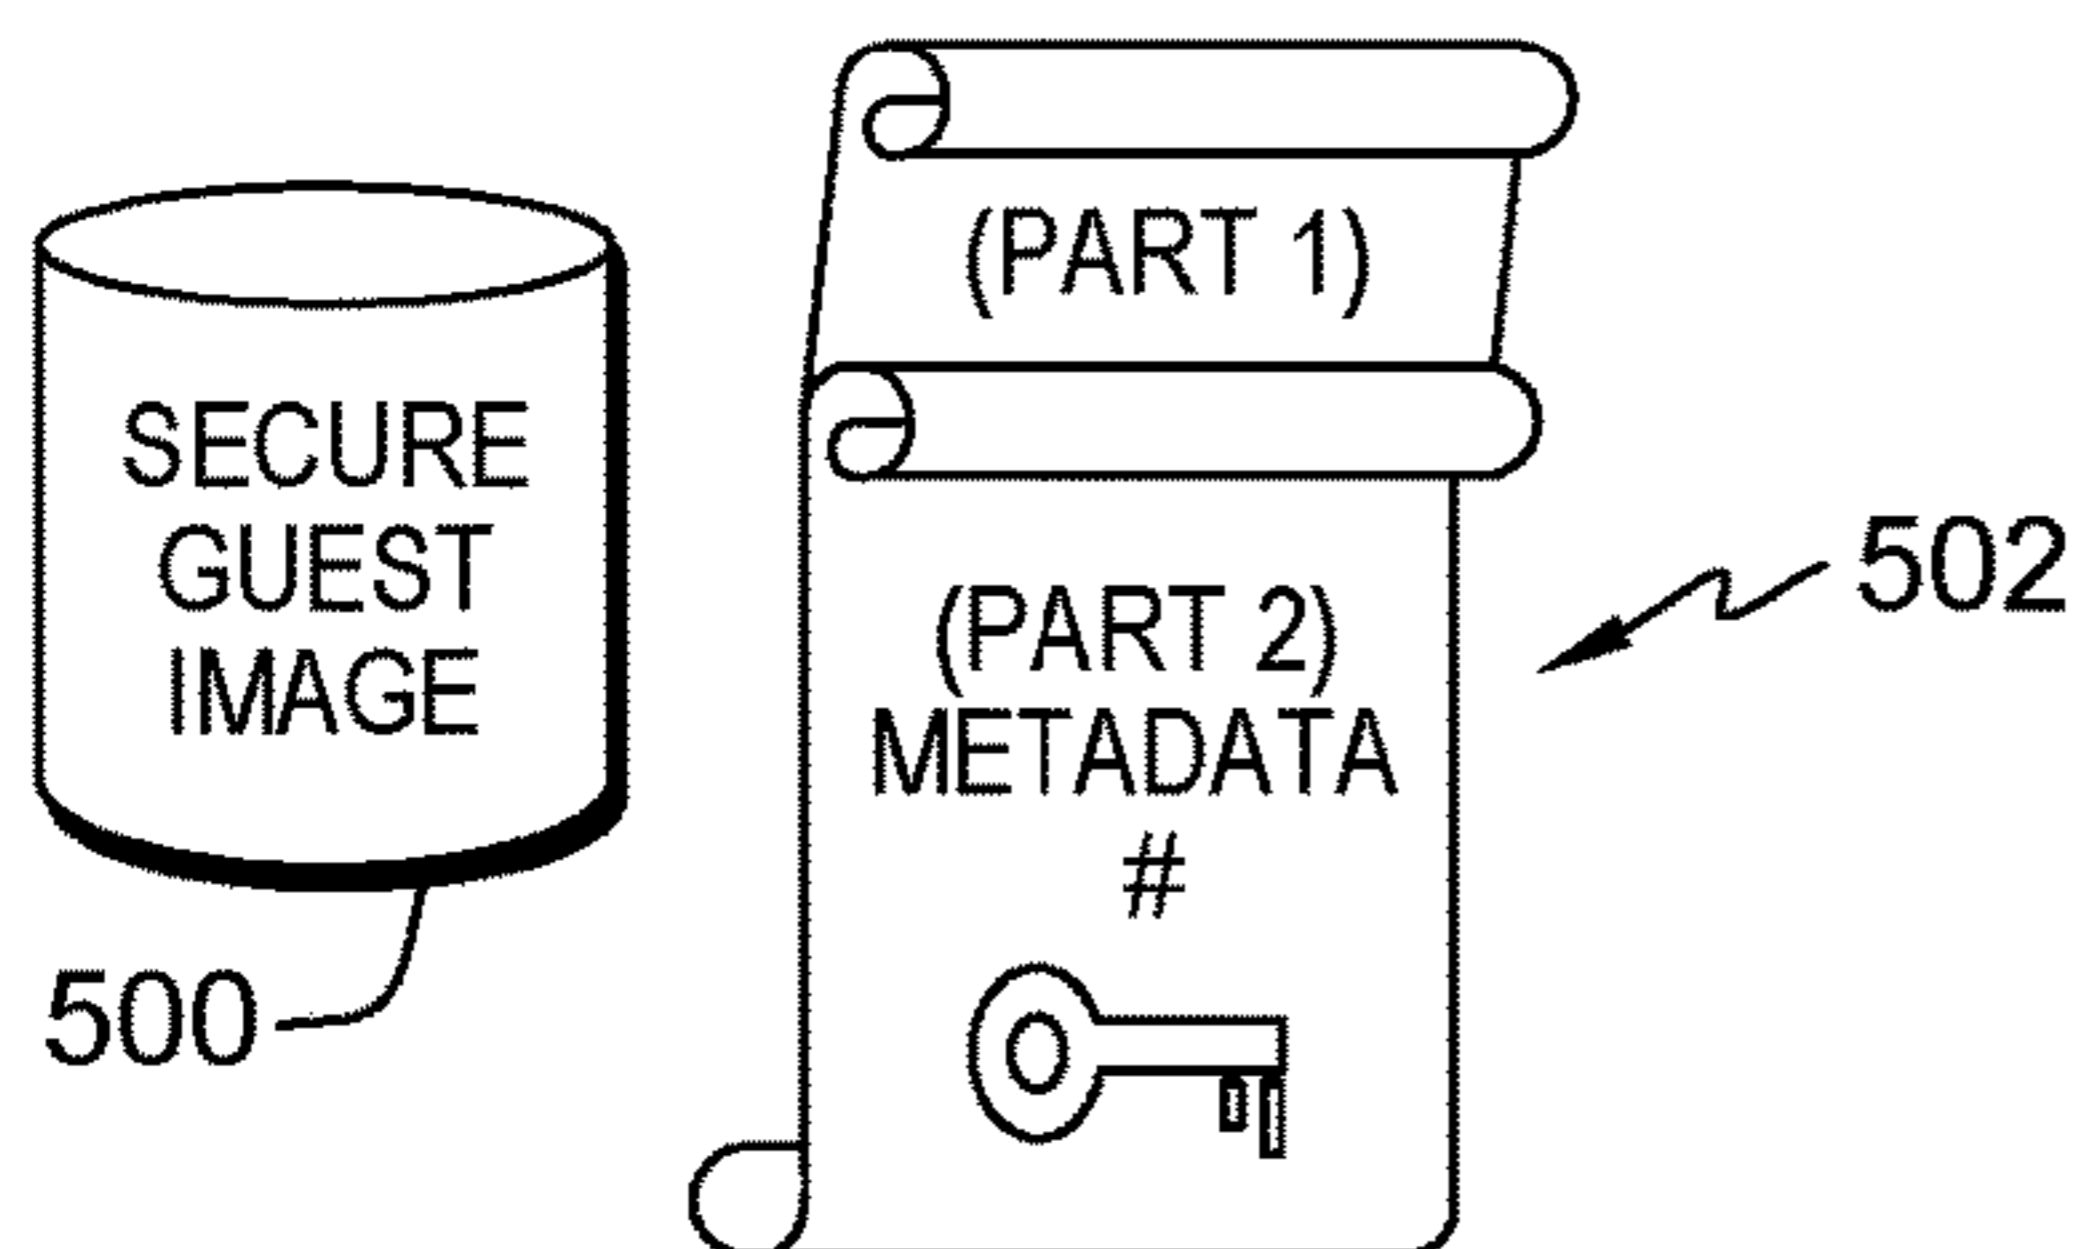 SECURE
GUEST
IMAGE
500
(PART 1)
(PART 2)
METADATA
#
502